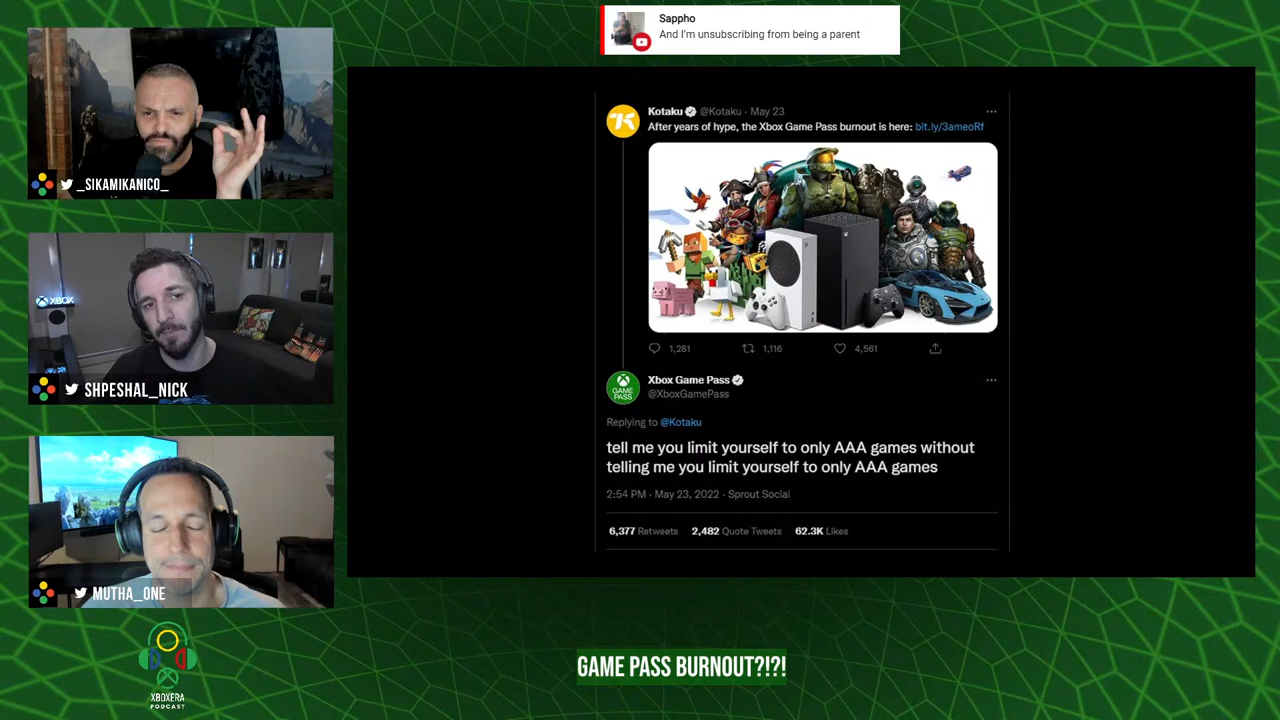 Sappho
And I'm unsubscribing from being a parent
_SIKAMIKANICO_
XBOX
SHPESHAL_NICK
MUTHA_ONE
XBOXERA
PODCAST
Kotaku @Kotaku · May 23
After years of hype, the Xbox Game Pass burnout is here: bit.ly/3ameoRf
1,281 1,116 4,561
GAME
PASS
Xbox Game Pass
@XboxGamePass
Replying to @Kotaku
tell me you limit yourself to only AAA games without
telling me you limit yourself to only AAA games
2:54 PM · May 23, 2022 · Sprout Social
6,377 Retweets 2,482 Quote Tweets 62.3K Likes
GAME PASS BURNOUT?!?!